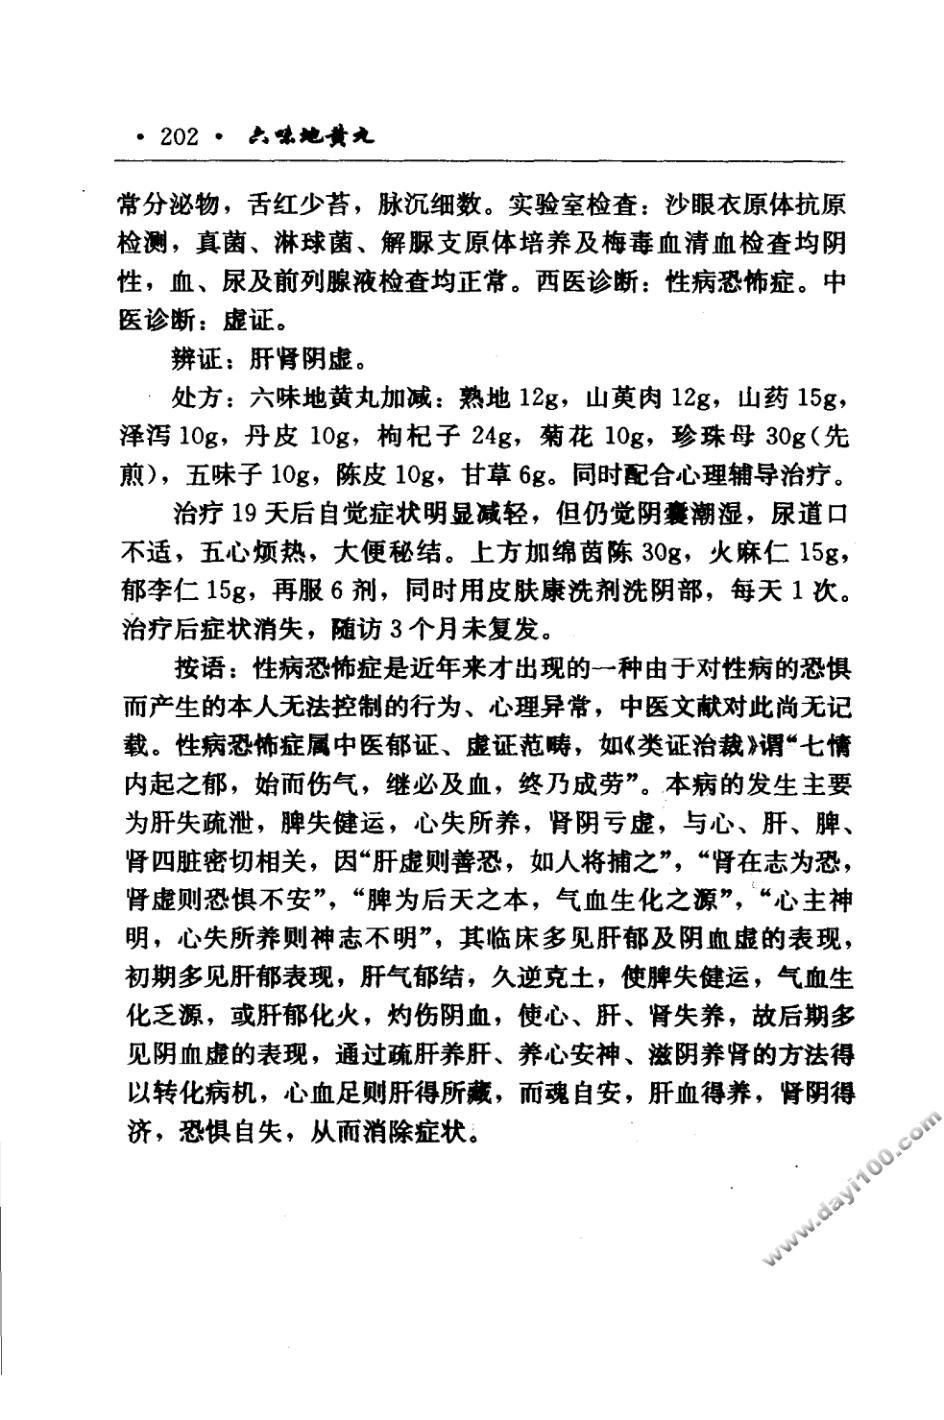 · 202 · 六味地黄丸
常分泌物，舌红少苔，脉沉细数。实验室检查：沙眼衣原体抗原
检测，真菌、淋球菌、解脲支原体培养及梅毒血清血检查均阴
性，血、尿及前列腺液检查均正常。西医诊断：性病恐怖症。中
医诊断：虚证。
辨证：肝肾阴虚。
处方：六味地黄丸加减：熟地 12g，山萸肉 12g，山药 15g，
泽泻 10g，丹皮 10g，枸杞子 24g，菊花 10g，珍珠母 30g（先
煎），五味子 10g，陈皮 10g，甘草 6g。同时配合心理辅导治疗。
治疗 19 天后自觉症状明显减轻，但仍觉阴囊潮湿，尿道口
不适，五心烦热，大便秘结。上方加绵茵陈 30g，火麻仁 15g，
郁李仁 15g，再服 6 剂，同时用皮肤康洗剂洗阴部，每天 1 次。
治疗后症状消失，随访 3 个月未复发。
按语：性病恐怖症是近年来才出现的一种由于对性病的恐惧
而产生的本人无法控制的行为、心理异常，中医文献对此尚无记
载。性病恐怖症属中医郁证、虚证范畴，如《类证治裁》谓“七情
内起之郁，始而伤气，继必及血，终乃成劳”。本病的发生主要
为肝失疏泄，脾失健运，心失所养，肾阴亏虚，与心、肝、脾、
肾四脏密切相关，因“肝虚则善恐，如人将捕之”，“肾在志为恐，
肾虚则恐惧不安”，“脾为后天之本，气血生化之源”，“心主神
明，心失所养则神志不明”，其临床多见肝郁及阴血虚的表现，
初期多见肝郁表现，肝气郁结，久逆克土，使脾失健运，气血生
化乏源，或肝郁化火，灼伤阴血，使心、肝、肾失养，故后期多
见阴血虚的表现，通过疏肝养肝、养心安神、滋阴养肾的方法得
以转化病机，心血足则肝得所藏，而魂自安，肝血得养，肾阴得
济，恐惧自失，从而消除症状。
www.dayi100.com